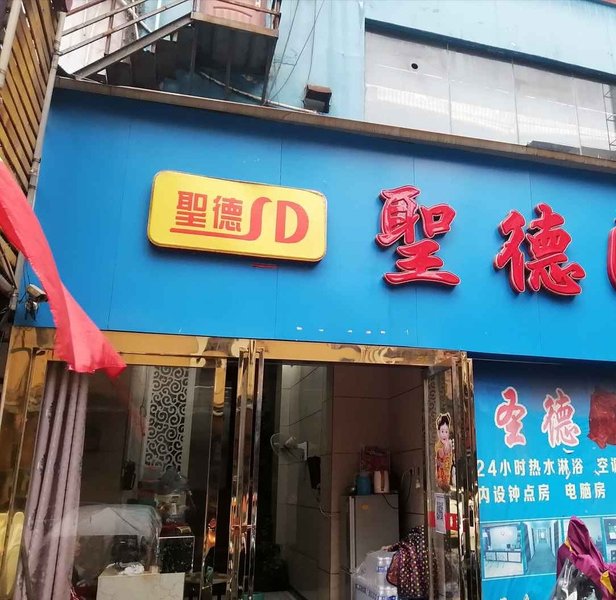 聖德SD
聖德
圣德
24小时热水淋浴 空
内设钟点房 电脑房